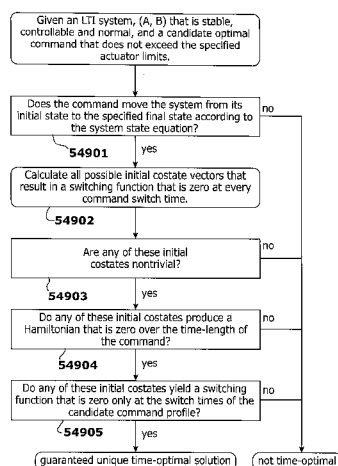 Given an LTI system, (A, B) that is stable,
controllable and normal, and a candidate optimal
command that does not exceed the specified
actuator limits.
Does the command move the system from its
initial state to the specified final state according to
the system state equation?
no
54901
yes
Calculate all possible initial costate vectors that
result in a switching function that is zero at every
command switch time.
54902
Are any of these initial
costates nontrivial?
no
54903
yes
Do any of these initial costates produce a
Hamiltonian that is zero over the time-length of
the command?
no
54904
yes
Do any of these initial costates yield a switching
function that is zero only at the switch times of the
candidate command profile?
no
54905
yes
guaranteed unique time-optimal solution
not time-optimal